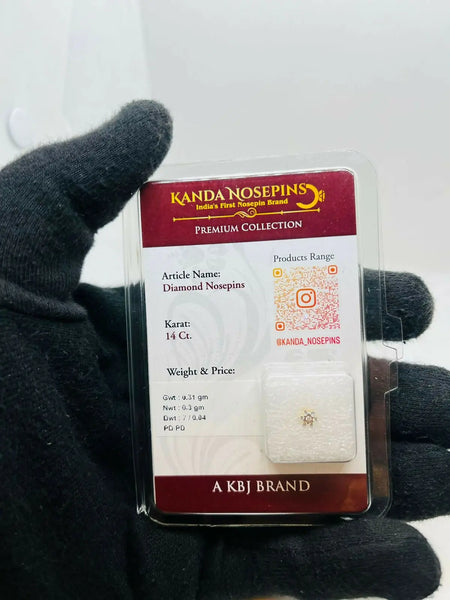 KANDA NOSEPINS
India's First Nosepin Brand
PREMIUM COLLECTION
Article Name:
Diamond Nosepins
Products Range
@KANDA_NOSEPINS
Karat:
14 Ct.
Weight & Price:
Gwt : 0.31 gm
Nwt : 0.3 gm
Dwt : 7 / 0.04
PD PD
A KBJ BRAND